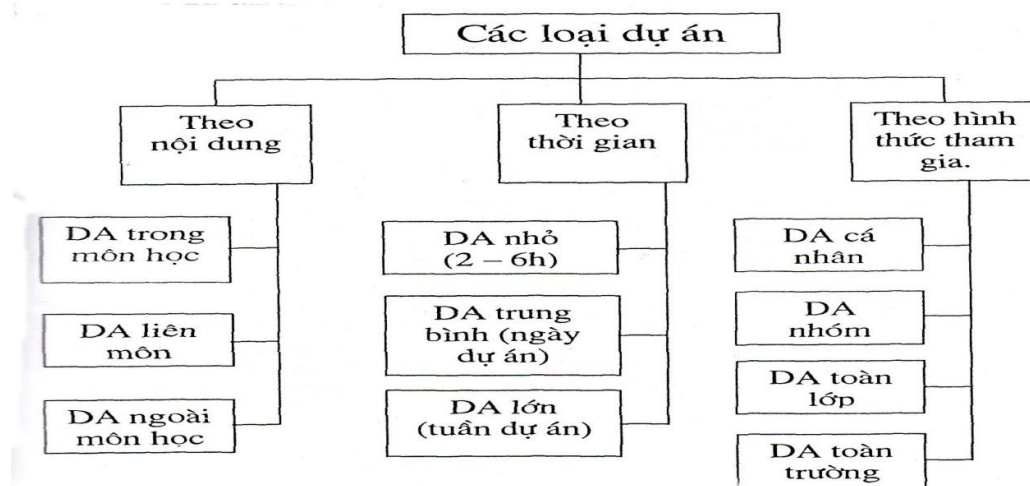 Các loại dự án
Theo
nội dung
Theo
thời gian
Theo hình
thức tham
gia.
DA trong
môn học
DA liên
môn
DA ngoài
môn học
DA nhỏ
(2 – 6h)
DA trung
bình (ngày
dự án)
DA lớn
(tuần dự án)
DA cá
nhân
DA
nhóm
DA toàn
lớp
DA toàn
trường